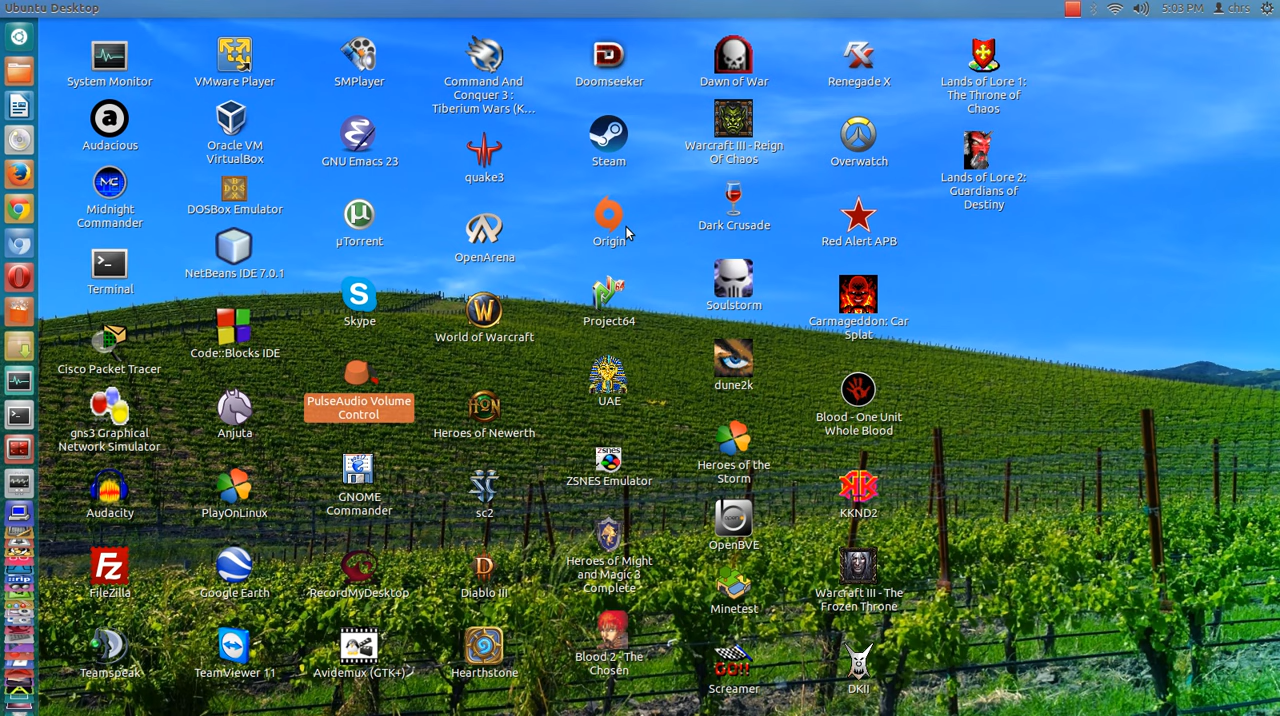 Ubuntu Desktop
5:03 PM
chrs
System Monitor
VMware Player
SMPlayer
Command And
Conquer 3 :
Tiberium Wars (K...
Doomseeker
Dawn of War
Renegade X
Lands of Lore 1:
The Throne of
Chaos
Audacious
Oracle VM
VirtualBox
GNU Emacs 23
quake3
Steam
Warcraft III - Reign
Of Chaos
Overwatch
Lands of Lore 2:
Guardians of
Destiny
Midnight
Commander
DOSBox Emulator
µTorrent
OpenArena
Origin
Dark Crusade
Red Alert APB
Terminal
NetBeans IDE 7.0.1
Skype
World of Warcraft
Project64
Soulstorm
Carmageddon: Car
Splat
Cisco Packet Tracer
Code::Blocks IDE
PulseAudio Volume
Control
Heroes of Newerth
UAE
dune2k
Blood - One Unit
Whole Blood
gns3 Graphical
Network Simulator
Anjuta
GNOME
Commander
sc2
ZSNES Emulator
Heroes of the
Storm
KKND2
Audacity
PlayOnLinux
RecordMyDesktop
Diablo III
Heroes of Might
and Magic 3
Complete
OpenBVE
Warcraft III - The
Frozen Throne
FileZilla
Google Earth
Avidemux (GTK+)
Hearthstone
Blood 2 - The
Chosen
Minetest
DKII
Teamspeak
TeamViewer 11
Screamer